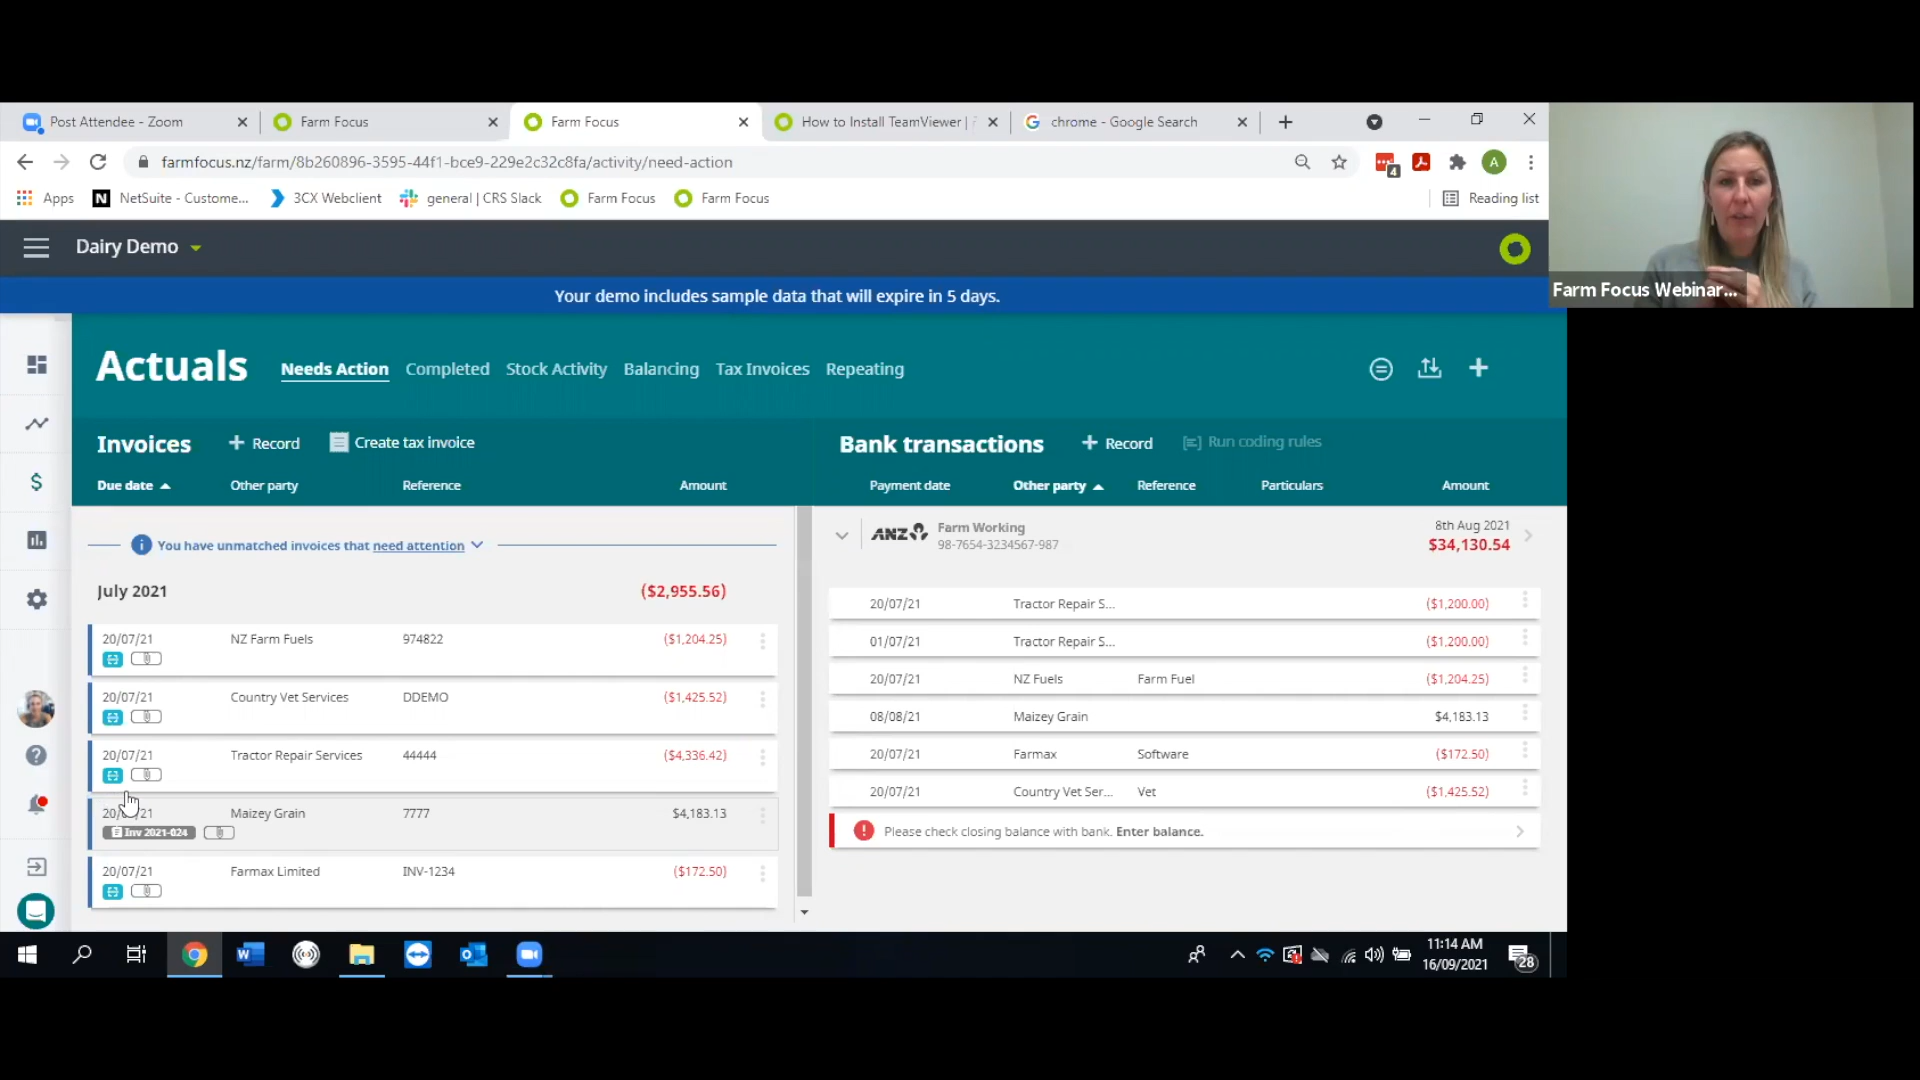 Post Attendee - Zoom
Farm Focus
Farm Focus
How to Install TeamViewer |
chrome - Google Search
farmfocus.nz/farm/8b260896-3595-44f1-bce9-229e2c32c8fa/activity/need-action
4
A
Apps
NetSuite - Custome...
3CX Webclient
general | CRS Slack
Farm Focus
Farm Focus
Reading list
Dairy Demo
Farm Focus Webinar...
Your demo includes sample data that will expire in 5 days.
Actuals
Needs Action Completed Stock Activity Balancing Tax Invoices Repeating
Invoices + Record Create tax invoice
Due date Other party Reference Amount
You have unmatched invoices that need attention
July 2021 ($2,955.56)
20/07/21 NZ Farm Fuels 974822 ($1,204.25)
20/07/21 Country Vet Services DDEMO ($1,425.52)
20/07/21 Tractor Repair Services 44444 ($4,336.42)
20/07/21 Maizey Grain 7777 $4,183.13
Inv 2021-024
20/07/21 Farmax Limited INV-1234 ($172.50)
Bank transactions + Record Run coding rules
Payment date Other party Reference Particulars Amount
ANZ Farm Working 8th Aug 2021
98-7654-3234567-987 $34,130.54
20/07/21 Tractor Repair S... ($1,200.00)
01/07/21 Tractor Repair S... ($1,200.00)
20/07/21 NZ Fuels Farm Fuel ($1,204.25)
08/08/21 Maizey Grain $4,183.13
20/07/21 Farmax Software ($172.50)
20/07/21 Country Vet Ser... Vet ($1,425.52)
Please check closing balance with bank. Enter balance.
11:14 AM
16/09/2021
28